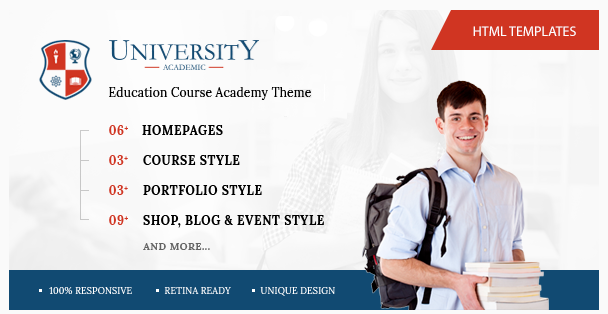 HTML TEMPLATES
UNIVERSITY
ACADEMIC
Education Course Academy Theme
06+ HOMEPAGES
03+ COURSE STYLE
03+ PORTFOLIO STYLE
09+ SHOP, BLOG & EVENT STYLE
AND MORE...
100% RESPONSIVE
RETINA READY
UNIQUE DESIGN